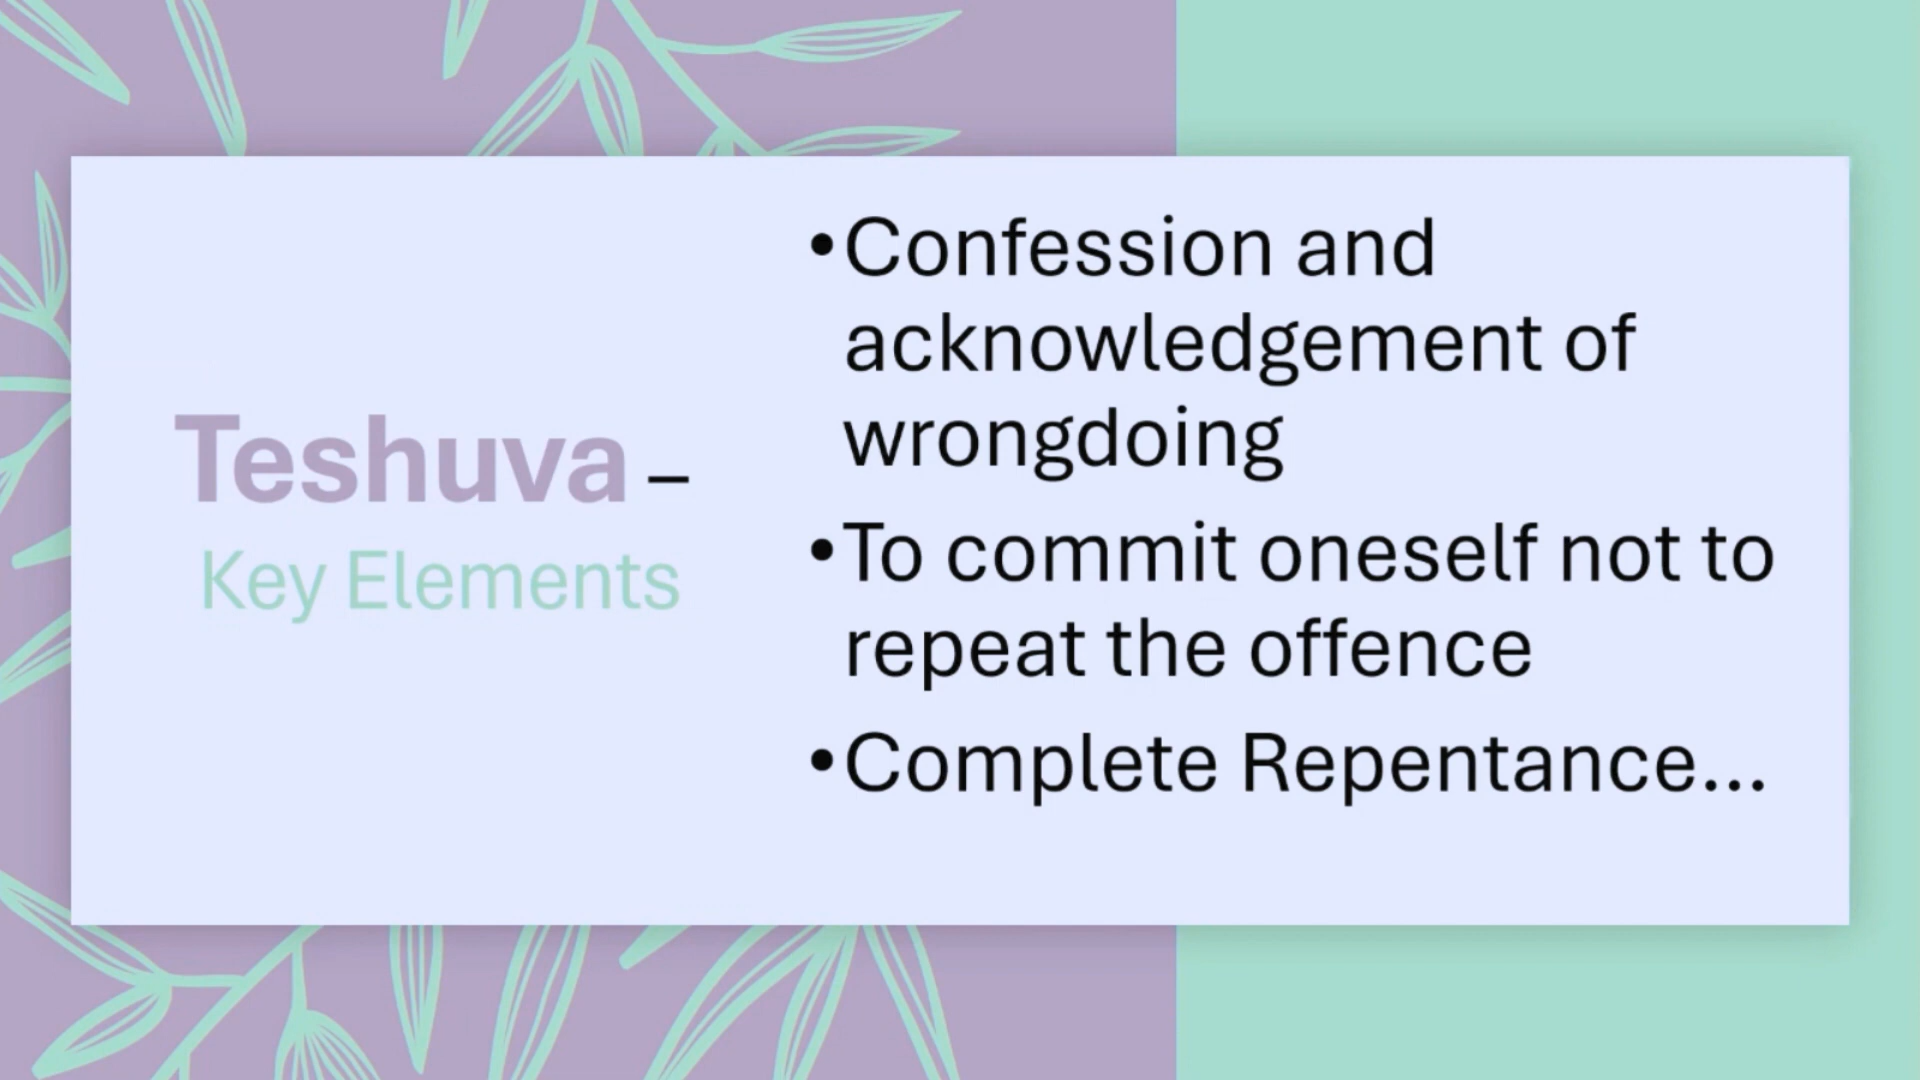 Teshuva –
Key Elements
•Confession and
acknowledgement of
wrongdoing
•To commit oneself not to
repeat the offence
•Complete Repentance...